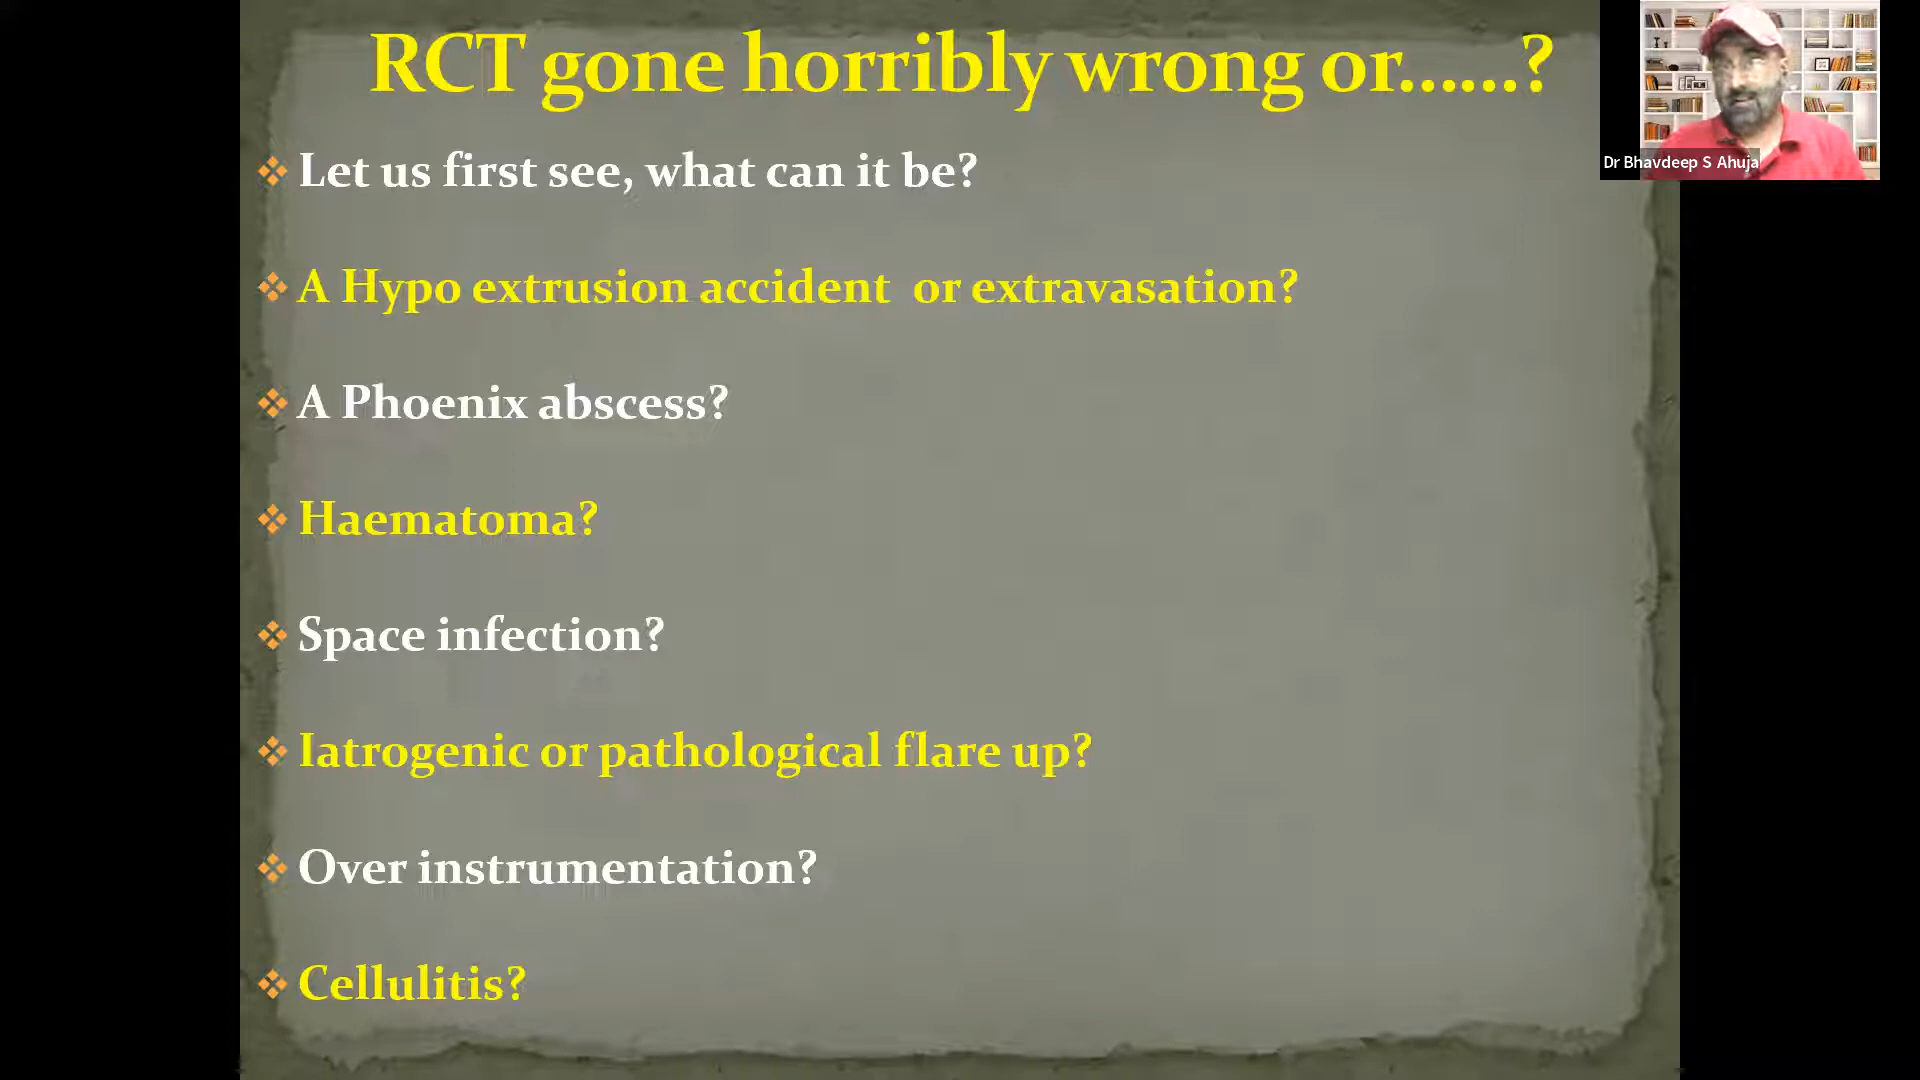 RCT gone horribly wrong or......?
Let us first see, what can it be?
A Hypo extrusion accident or extravasation?
A Phoenix abscess?
Haematoma?
Space infection?
Iatrogenic or pathological flare up?
Over instrumentation?
Cellulitis?
Dr Bhavdeep S Ahuja